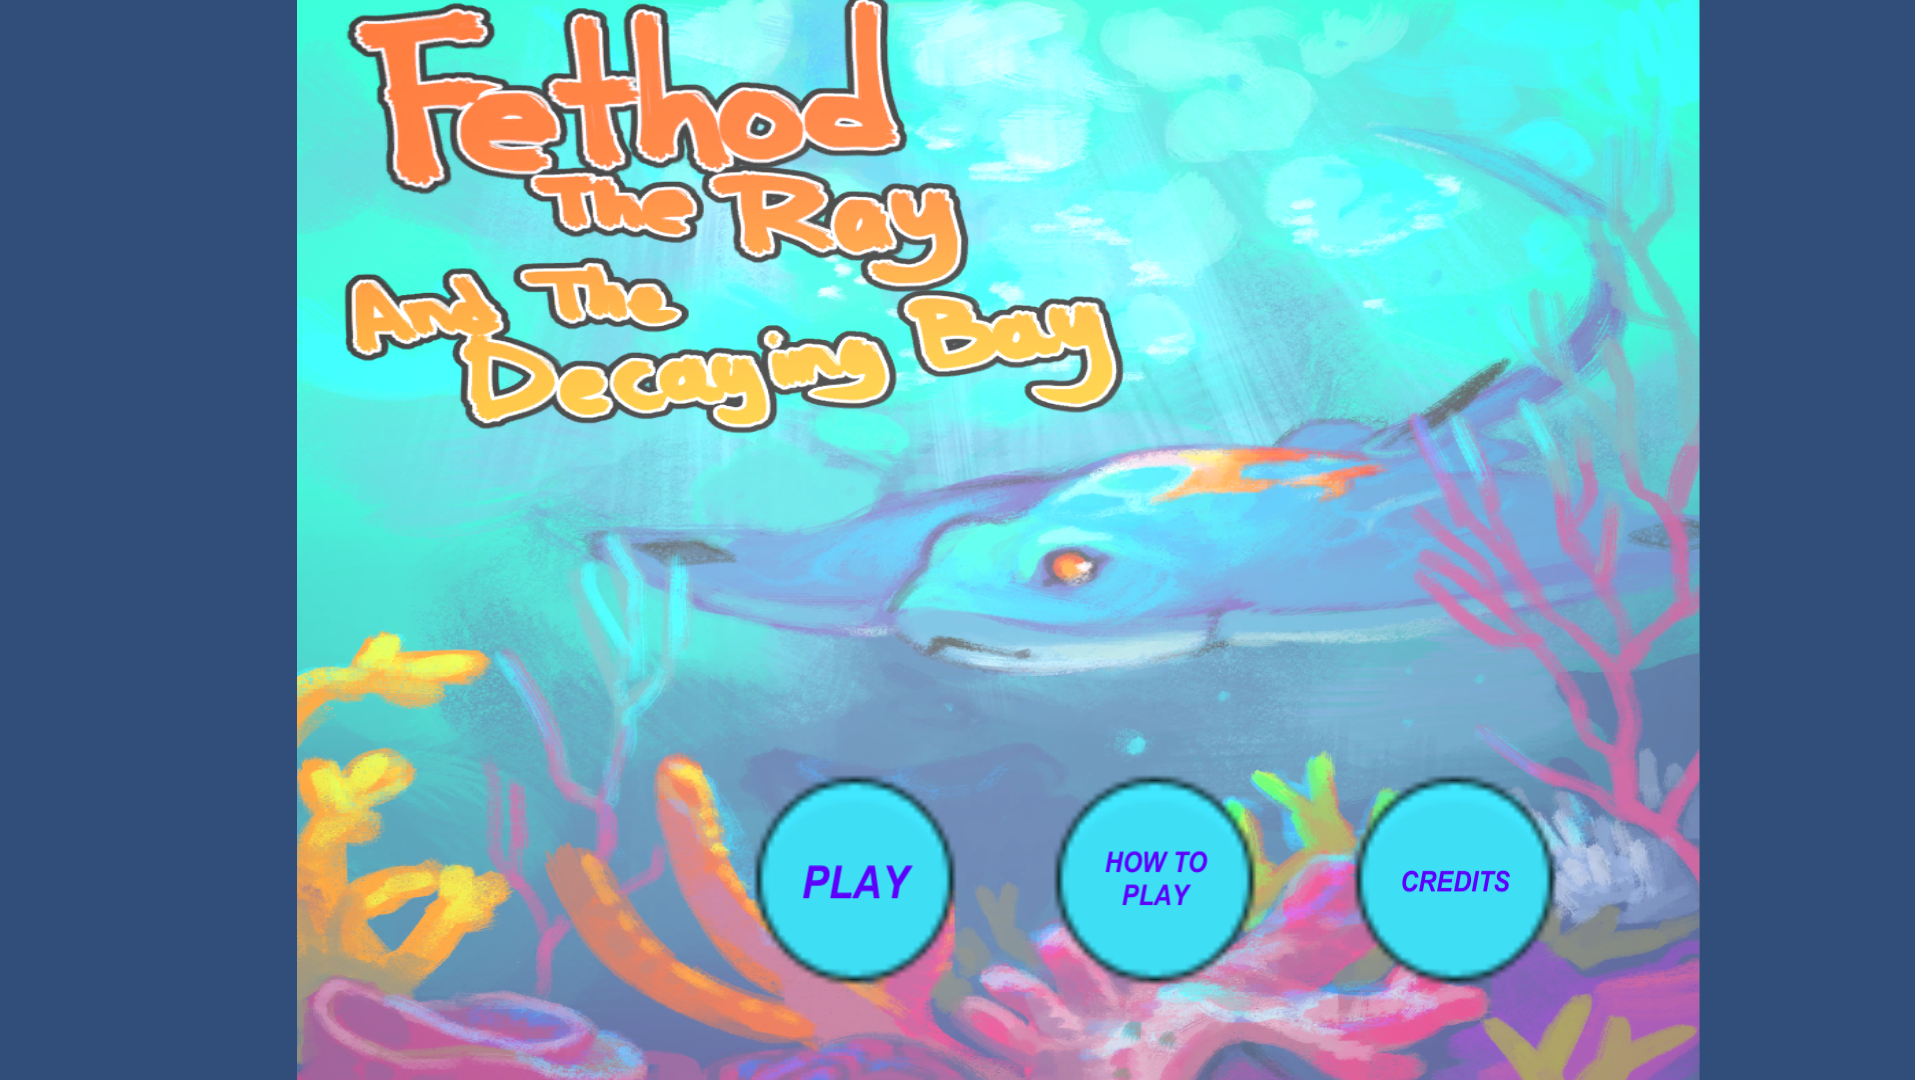 Fethod
The Ray
And The
Decaying Bay
PLAY
HOW TO
PLAY
CREDITS